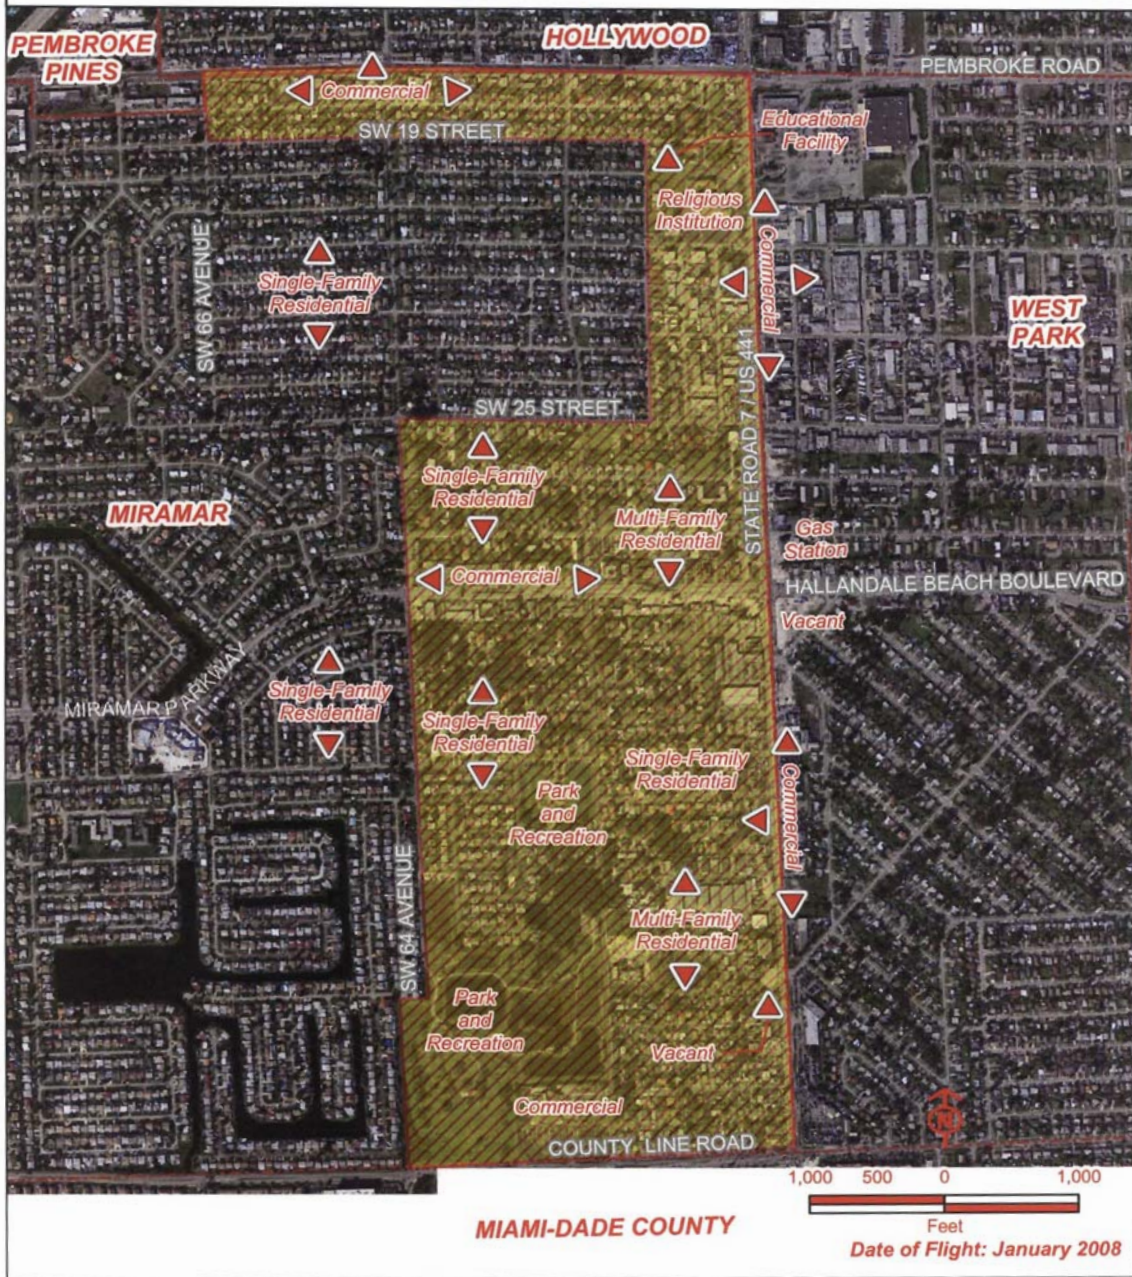 PEMBROKE
PINES
HOLLYWOOD
PEMBROKE ROAD
Commercial
SW 19 STREET
Educational
Facility
Religious
Institution
SW 66 AVENUE
Single-Family
Residential
Commercial
WEST
PARK
STATE ROAD 7 / US 441
SW 25 STREET
Single-Family
Residential
MIRAMAR
Multi-Family
Residential
Gas
Station
Commercial
HALLANDALE BEACH BOULEVARD
Vacant
MIRAMAR PARKWAY
Single-Family
Residential
Single-Family
Residential
Single-Family
Residential
Commercial
Park
and
Recreation
SW 64 AVENUE
Multi-Family
Residential
Park
and
Recreation
Vacant
Commercial
COUNTY LINE ROAD
N
1,000 500 0 1,000
Feet
MIAMI-DADE COUNTY
Date of Flight: January 2008